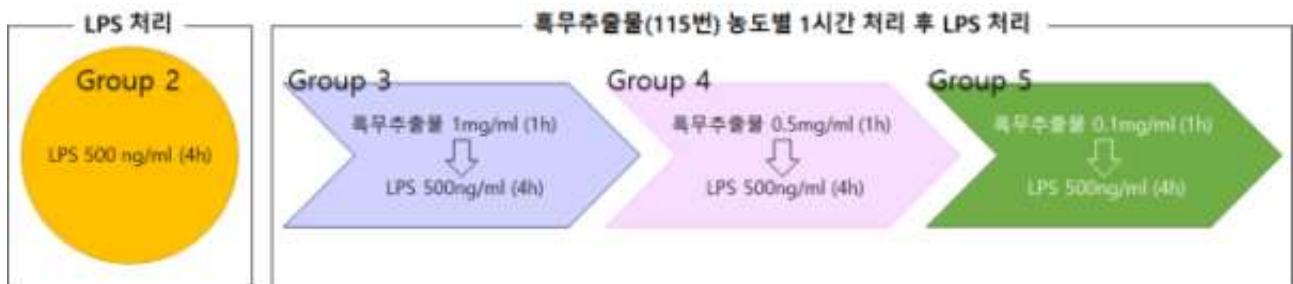 LPS 처리
흑무추출물(115번) 농도별 1시간 처리 후 LPS 처리
Group 2
LPS 500 ng/ml (4h)
Group 3
흑무추출물 1mg/ml (1h)
LPS 500ng/ml (4h)
Group 4
흑무추출물 0.5mg/ml (1h)
LPS 500ng/ml (4h)
Group 5
흑무추출물 0.1mg/ml (1h)
LPS 500ng/ml (4h)